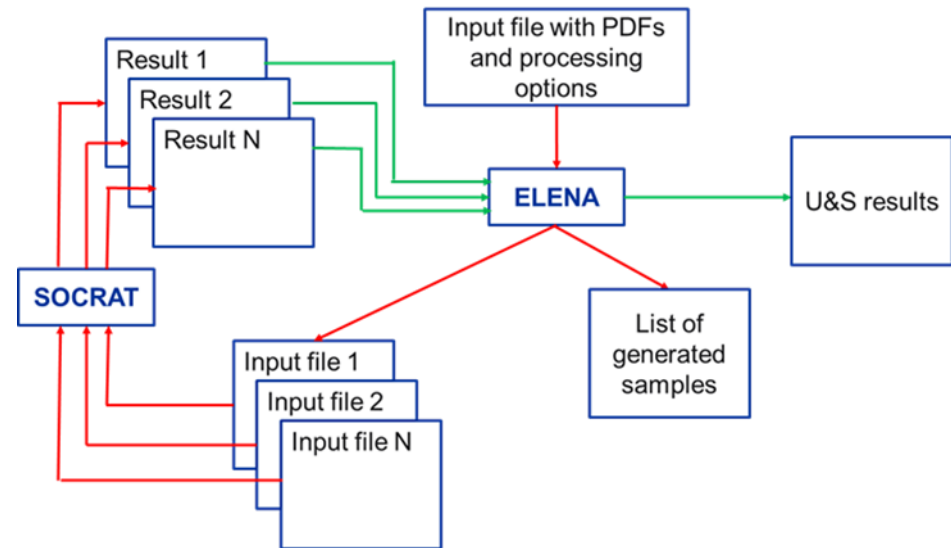 Result 1
Result 2
Result N
Input file with PDFs
and processing
options
ELENA
U&S results
SOCRAT
List of
generated
samples
Input file 1
Input file 2
Input file N